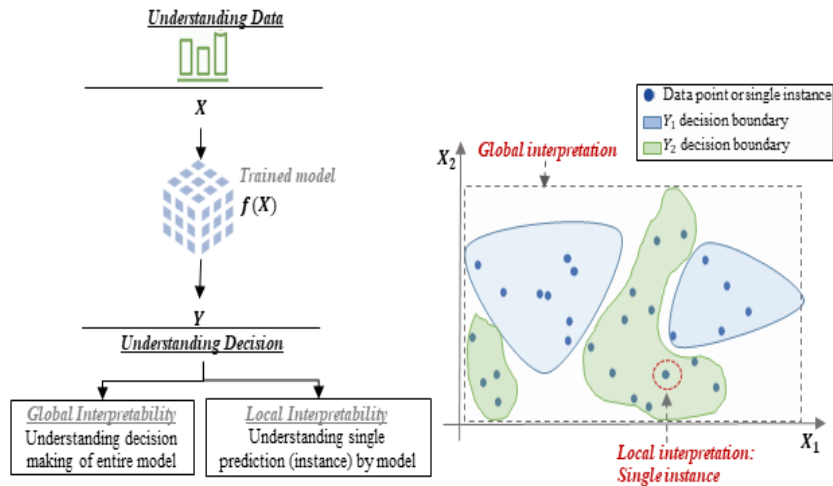 Understanding Data
X
Trained model
f(X)
Y
Understanding Decision
Global Interpretability
Understanding decision
making of entire model
Local Interpretability
Understanding single
prediction (instance) by model
Data point or single instance
Y₁ decision boundary
Y₂ decision boundary
X₂
Global interpretation
X₁
Local interpretation:
Single instance